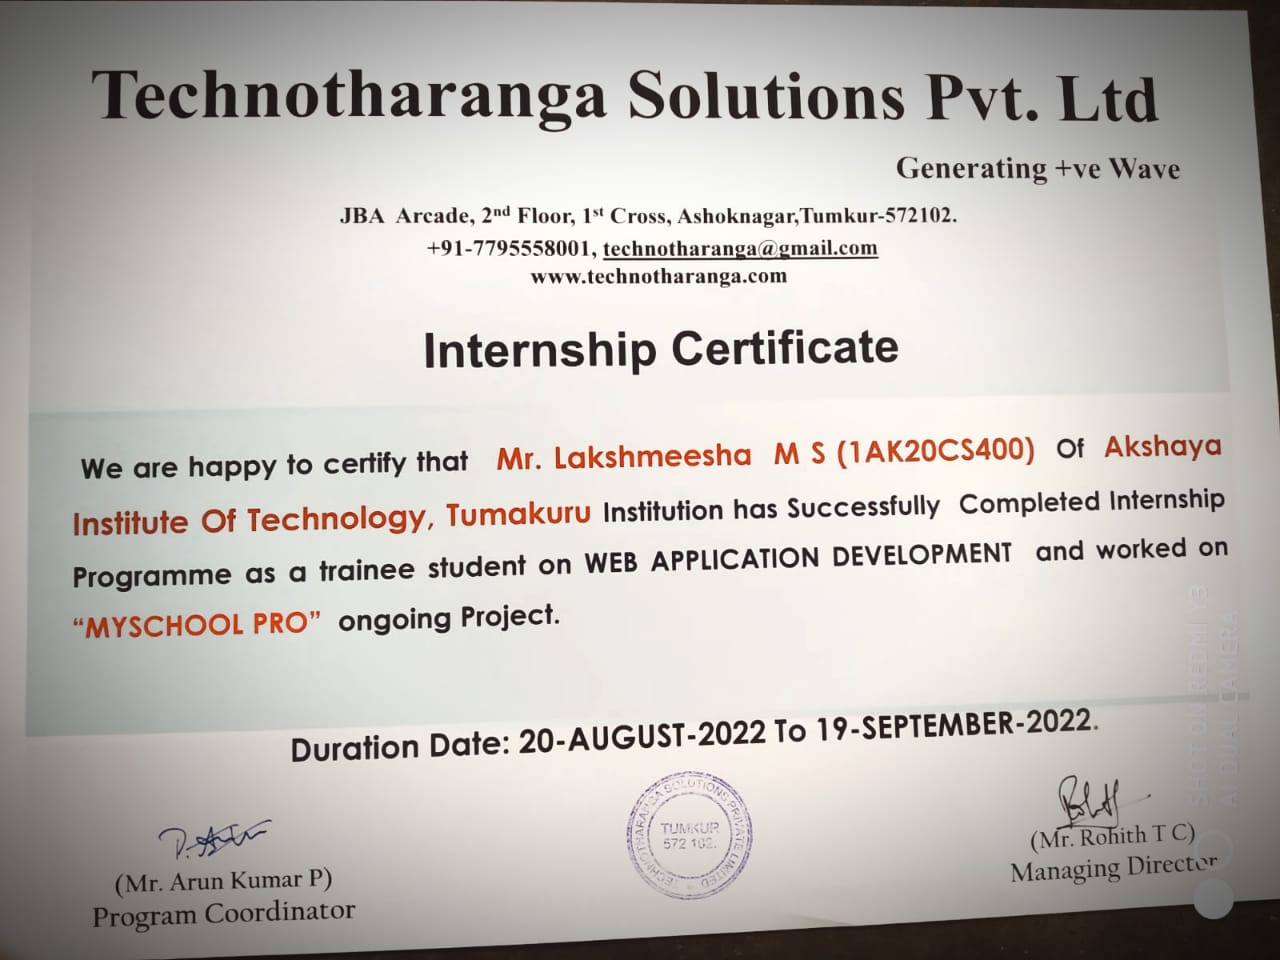 Technotharanga Solutions Pvt. Ltd
Generating +ve Wave
JBA Arcade, 2nd Floor, 1st Cross, Ashoknagar,Tumkur-572102.
+91-7795558001, technotharanga@gmail.com
www.technotharanga.com
Internship Certificate
We are happy to certify that Mr. Lakshmeesha M S (1AK20CS400) Of Akshaya
Institute Of Technology, Tumakuru Institution has Successfully Completed Internship
Programme as a trainee student on WEB APPLICATION DEVELOPMENT and worked on
“MYSCHOOL PRO” ongoing Project.
Duration Date: 20-AUGUST-2022 To 19-SEPTEMBER-2022.
TECHNOTHARANGA SOLUTIONS PRIVATE LIMITED
TUMKUR
572 102.
(Mr. Arun Kumar P)
Program Coordinator
(Mr. Rohith T C)
Managing Director
SHOT ON REDMI Y3
AI DUAL CAMERA